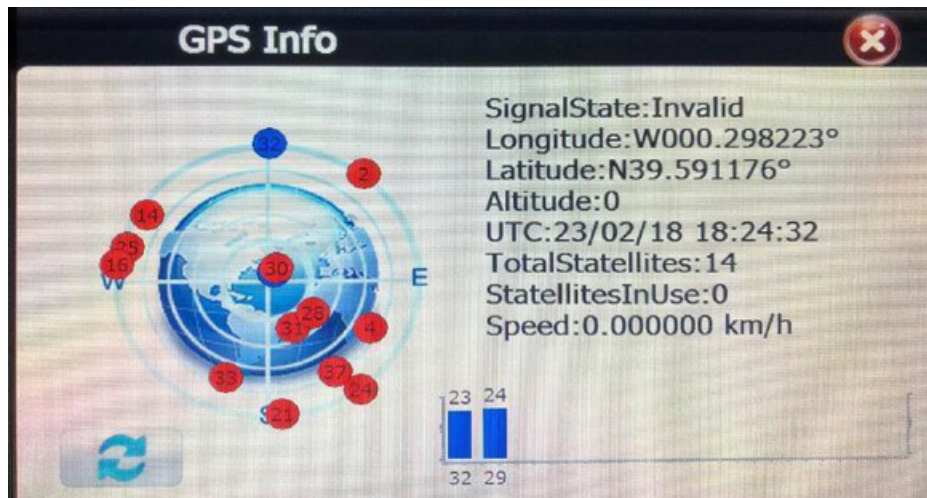 GPS Info
SignalState:Invalid
Longitude:W000.298223°
Latitude:N39.591176°
Altitude:0
UTC:23/02/18 18:24:32
TotalStatellites:14
StatellitesInUse:0
Speed:0.000000 km/h
32
2
14
25
16
W
30
E
28
31
4
33
37
24
S
21
23 24
32 29